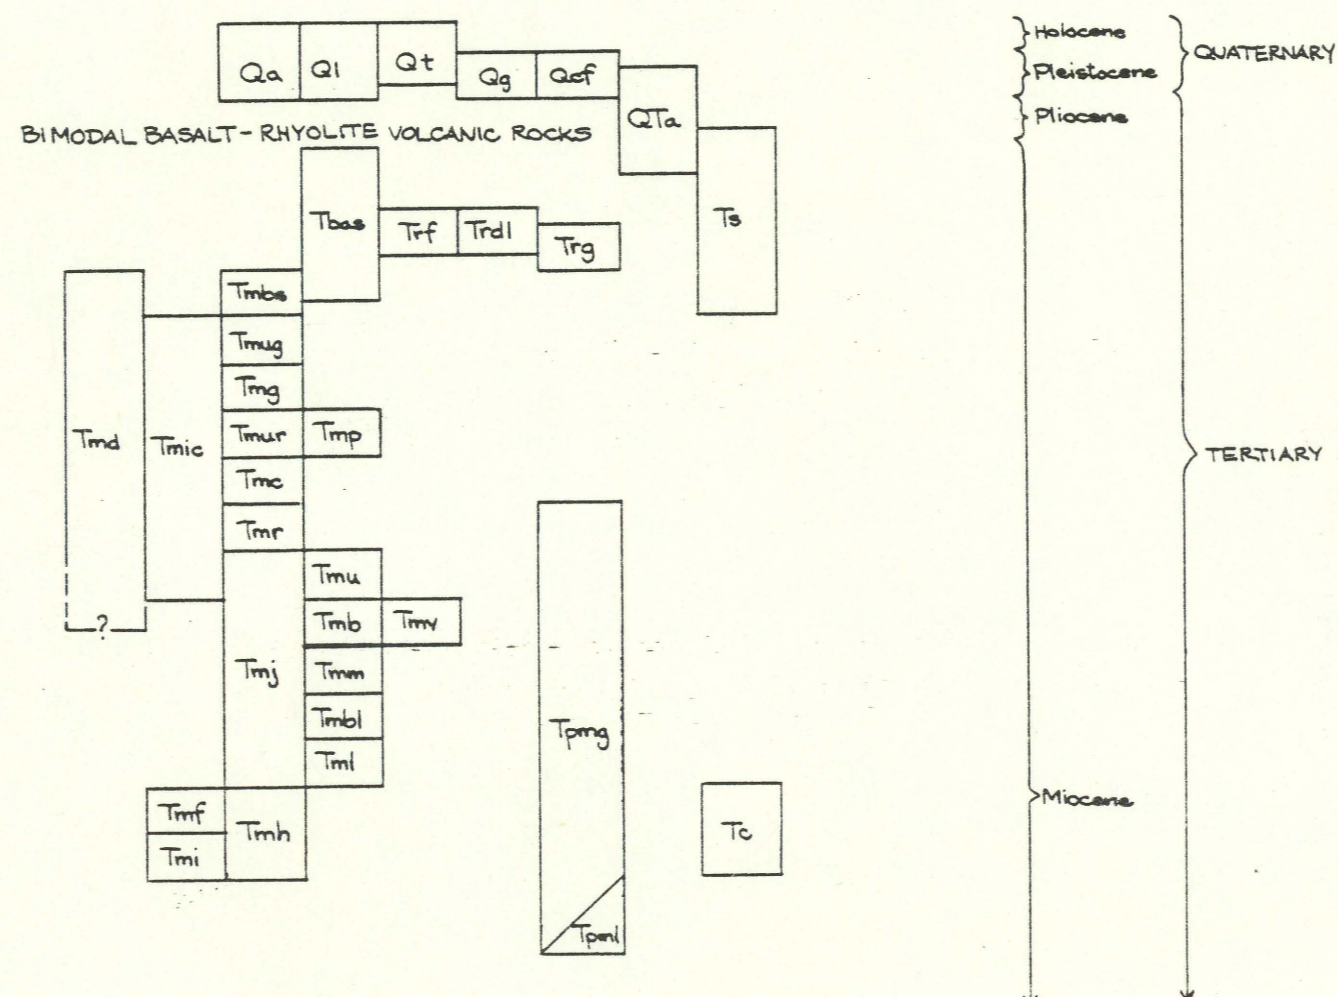 Holocene
Qa Ql Qt Qg Qcf
QUATERNARY
Pleistocene
QTa
Pliocene
BIMODAL BASALT-RHYOLITE VOLCANIC ROCKS
Tbas Trf Trdl Trg Ts
Tmbs
Tmug
Tmg
Tmd Tmic Tmur Tmp
TERTIARY
Tmc
Tmr
Tmu
?
Tmb Tmv
Tmj Tmm
Tmbl
Tpmg
Tml
Miocene
Tmf Tmh Tc
Tmi
Tpml